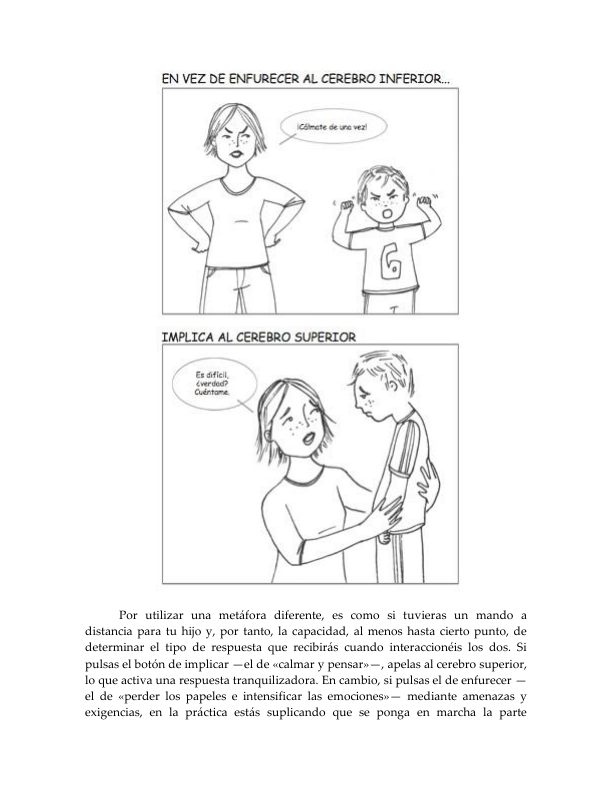 EN VEZ DE ENFURECER AL CEREBRO INFERIOR...
¡Cálmate de una vez!
6
IMPLICA AL CEREBRO SUPERIOR
Es difícil,
¿verdad?
Cuéntame.
Por utilizar una metáfora diferente, es como si tuvieras un mando a
distancia para tu hijo y, por tanto, la capacidad, al menos hasta cierto punto, de
determinar el tipo de respuesta que recibirás cuando interaccionéis los dos. Si
pulsas el botón de implicar —el de «calmar y pensar»—, apelas al cerebro superior,
lo que activa una respuesta tranquilizadora. En cambio, si pulsas el de enfurecer —
el de «perder los papeles e intensificar las emociones»— mediante amenazas y
exigencias, en la práctica estás suplicando que se ponga en marcha la parte